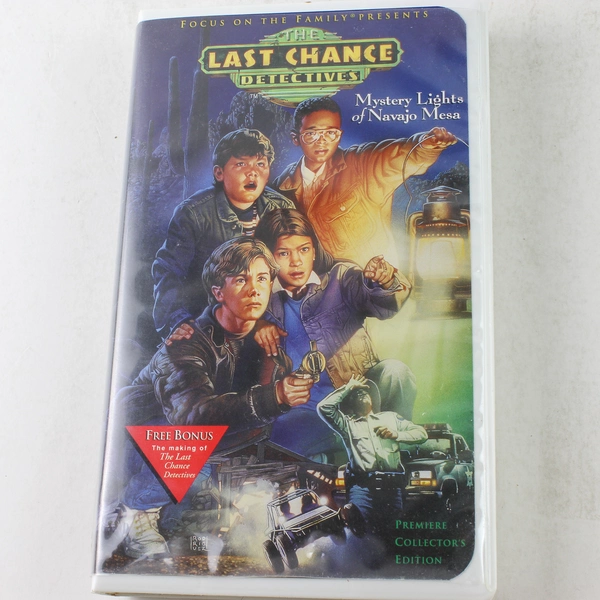 FOCUS ON THE FAMILY® PRESENTS
THE
LAST CHANCE
DETECTIVES
™
Mystery Lights
of Navajo Mesa
FREE BONUS
The making of
The Last
Chance
Detectives
PREMIERE
COLLECTOR'S
EDITION